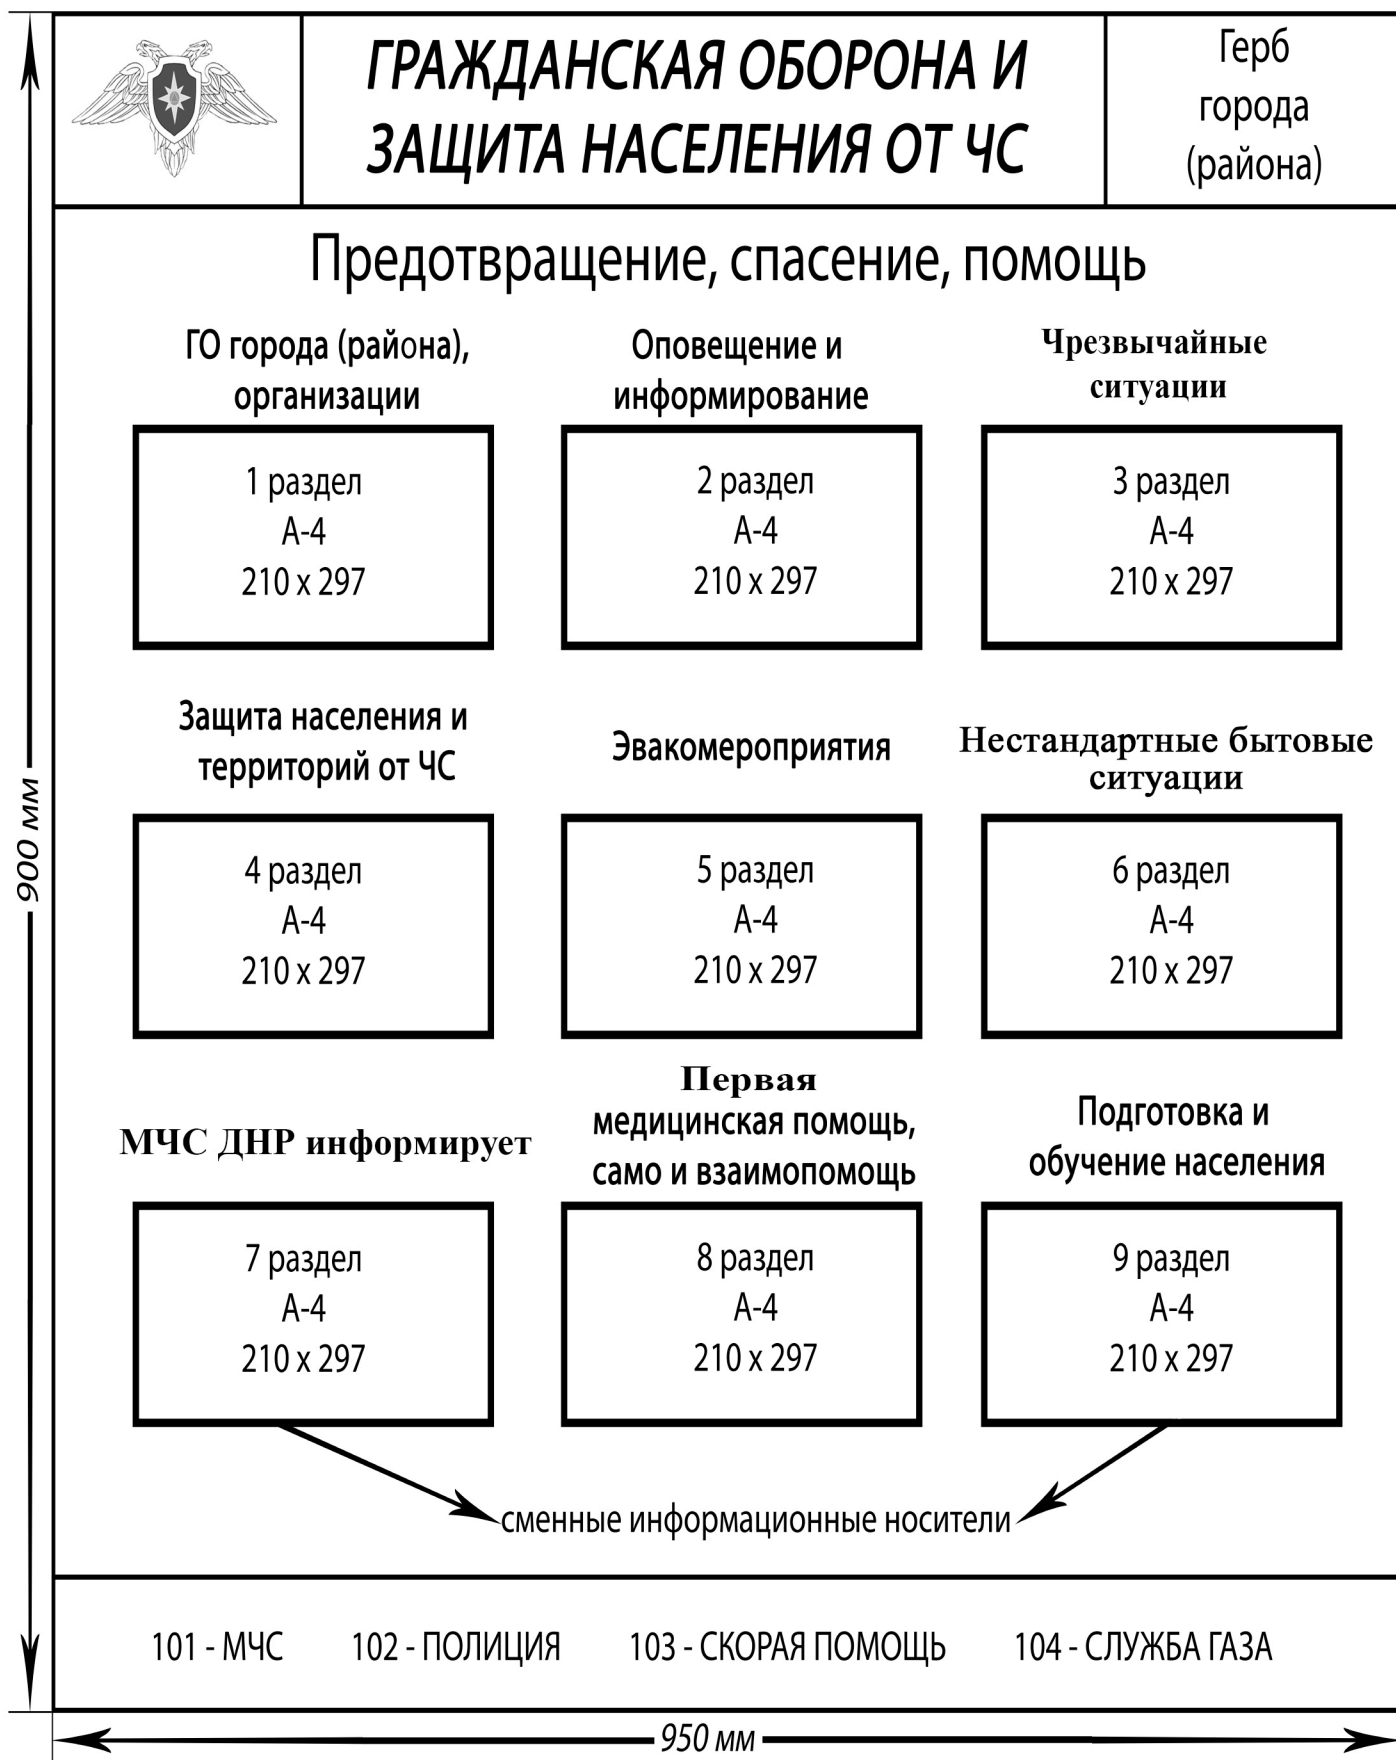 ГРАЖДАНСКАЯ ОБОРОНА И
ЗАЩИТА НАСЕЛЕНИЯ ОТ ЧС
Герб
города
(района)
Предотвращение, спасение, помощь
ГО города (района),
организации
1 раздел
А-4
210 х 297
Оповещение и
информирование
2 раздел
А-4
210 х 297
Чрезвычайные
ситуации
3 раздел
А-4
210 х 297
Защита населения и
территорий от ЧС
4 раздел
А-4
210 х 297
Эвакомероприятия
5 раздел
А-4
210 х 297
Нестандартные бытовые
ситуации
6 раздел
А-4
210 х 297
МЧС ДНР информирует
7 раздел
А-4
210 х 297
Первая
медицинская помощь,
само и взаимопомощь
8 раздел
А-4
210 х 297
Подготовка и
обучение населения
9 раздел
А-4
210 х 297
сменные информационные носители
101 - МЧС 102 - ПОЛИЦИЯ 103 - СКОРАЯ ПОМОЩЬ 104 - СЛУЖБА ГАЗА
900 мм
950 мм